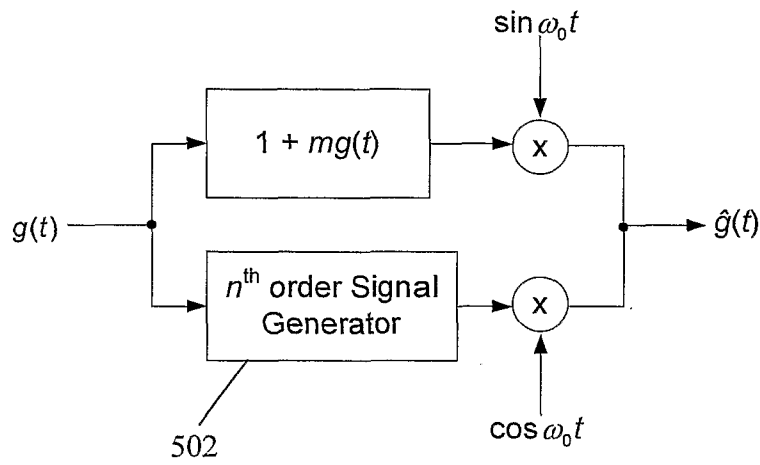 sin ω₀t
1 + mg(t)
x
g(t)
ĝ(t)
nᵗʰ order Signal
Generator
x
502
cos ω₀t